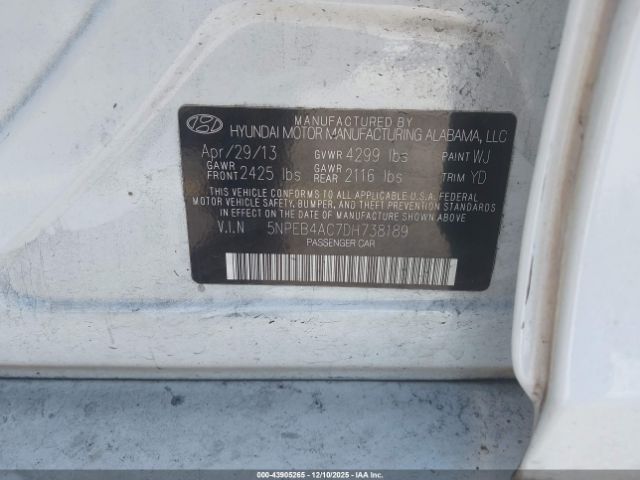 MANUFACTURED BY
HYUNDAI MOTOR MANUFACTURING ALABAMA, LLC
Apr/29/13 GVWR 4299 lbs PAINT WJ
GAWR FRONT 2425 lbs GAWR REAR 2116 lbs TRIM YD
THIS VEHICLE CONFORMS TO ALL APPLICABLE U.S.A. FEDERAL
MOTOR VEHICLE SAFETY, BUMPER, AND THEFT PREVENTION STANDARDS
IN EFFECT ON THE DATE OF MANUFACTURE SHOWN ABOVE
V.I.N 5NPEB4AC7DH738189
PASSENGER CAR
000-43905265 - 12/10/2025 - IAAI.COM